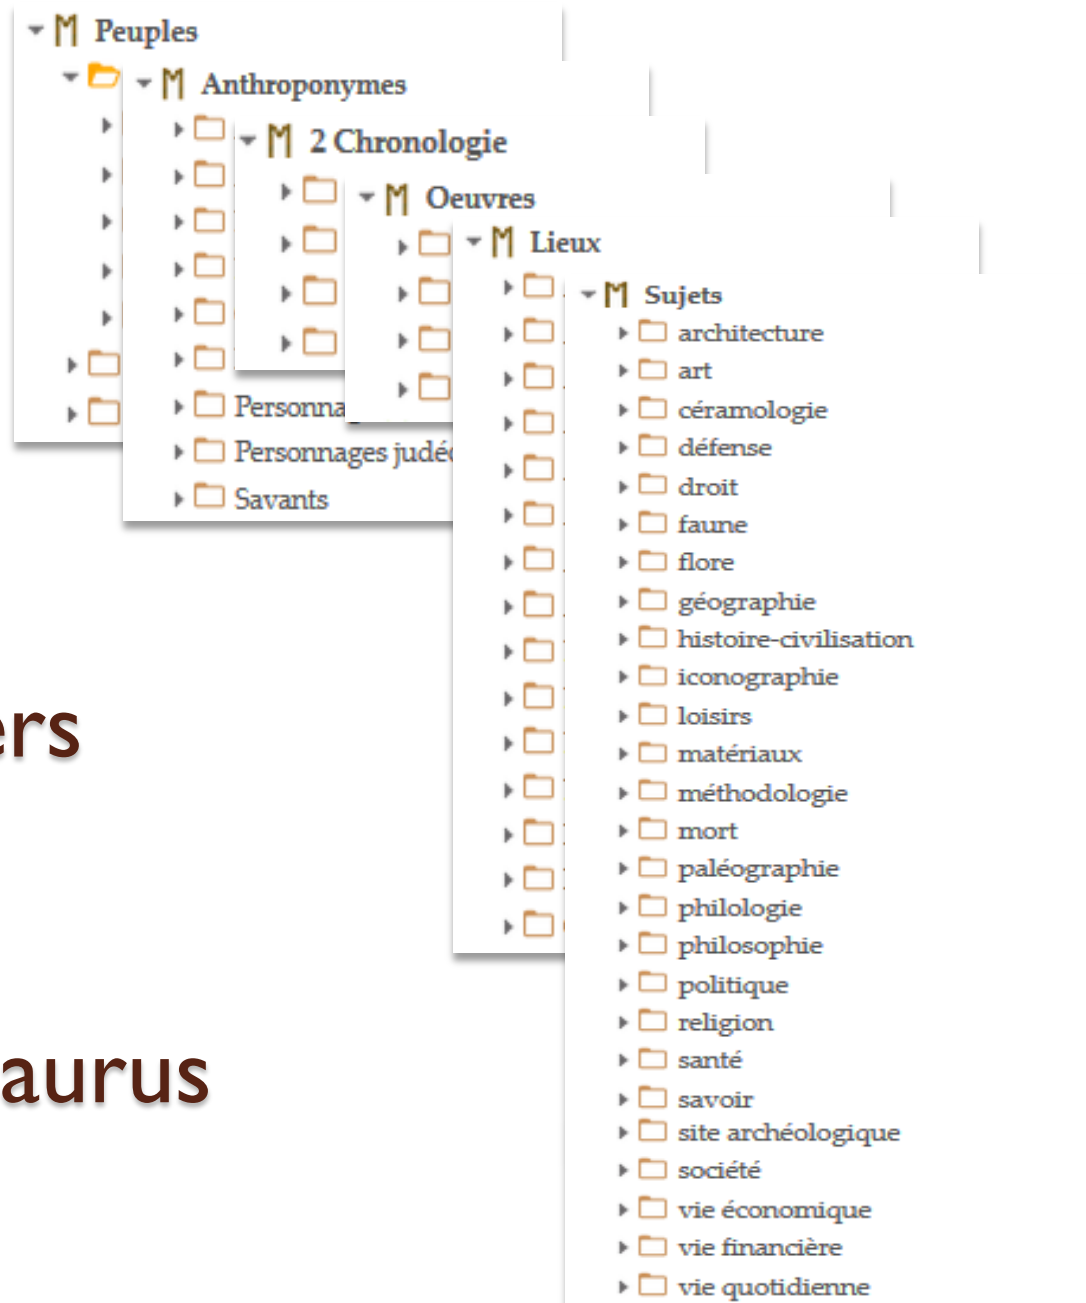 Peuples
Anthroponymes
2 Chronologie
Oeuvres
Lieux
Personnages judé
Savants
Sujets
architecture
art
céramologie
défense
droit
faune
flore
géographie
histoire-civilisation
iconographie
loisirs
matériaux
méthodologie
mort
paléographie
philologie
philosophie
politique
religion
santé
savoir
site archéologique
société
vie économique
vie financière
vie quotidienne
ers
aurus